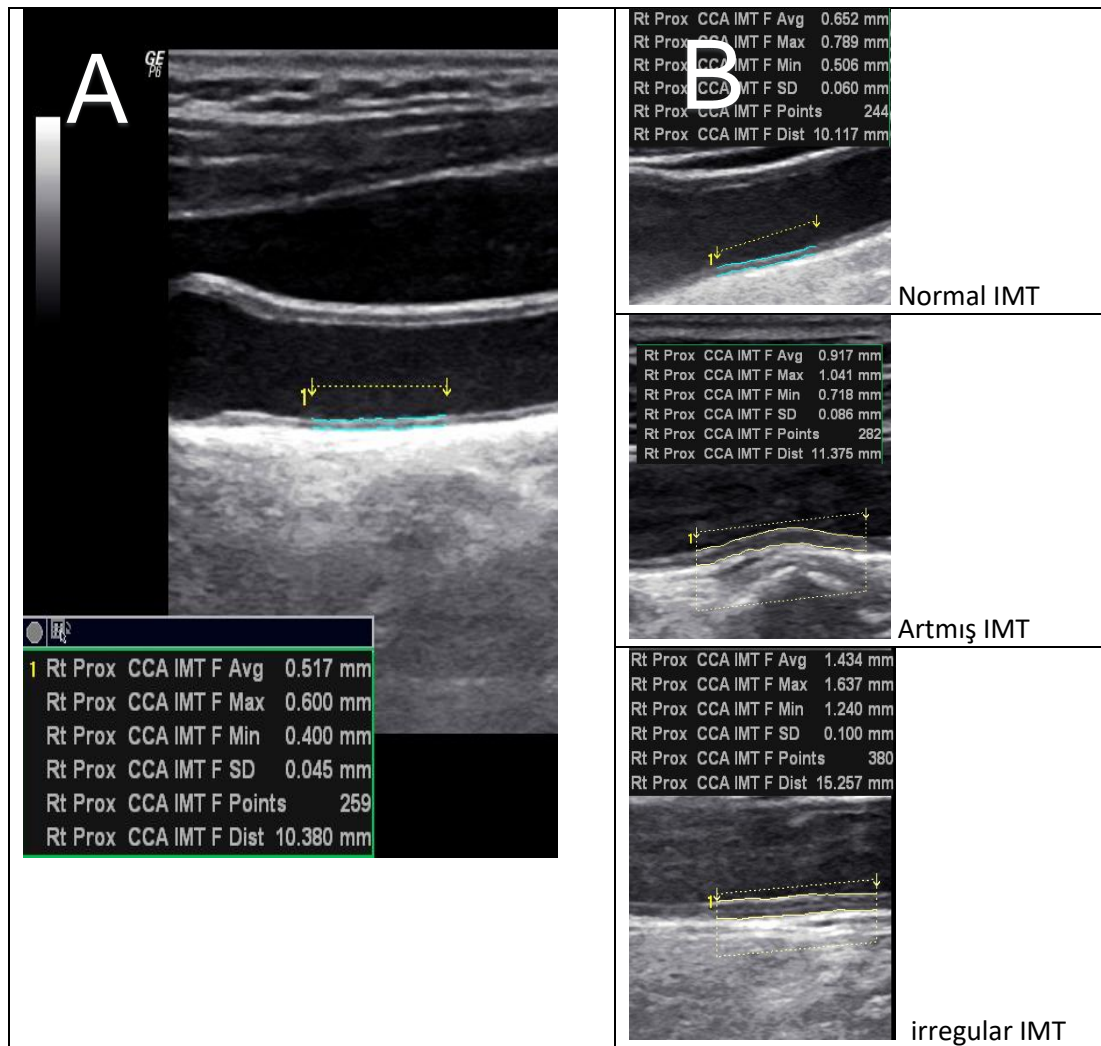 A
GE
P6
1
1 Rt Prox CCA IMT F Avg 0.517 mm
Rt Prox CCA IMT F Max 0.600 mm
Rt Prox CCA IMT F Min 0.400 mm
Rt Prox CCA IMT F SD 0.045 mm
Rt Prox CCA IMT F Points 259
Rt Prox CCA IMT F Dist 10.380 mm
B
Rt Prox CCA IMT F Avg 0.652 mm
Rt Prox CCA IMT F Max 0.789 mm
Rt Prox CCA IMT F Min 0.506 mm
Rt Prox CCA IMT F SD 0.060 mm
Rt Prox CCA IMT F Points 244
Rt Prox CCA IMT F Dist 10.117 mm
1
Normal IMT
Rt Prox CCA IMT F Avg 0.917 mm
Rt Prox CCA IMT F Max 1.041 mm
Rt Prox CCA IMT F Min 0.718 mm
Rt Prox CCA IMT F SD 0.086 mm
Rt Prox CCA IMT F Points 282
Rt Prox CCA IMT F Dist 11.375 mm
1
Artmış IMT
Rt Prox CCA IMT F Avg 1.434 mm
Rt Prox CCA IMT F Max 1.637 mm
Rt Prox CCA IMT F Min 1.240 mm
Rt Prox CCA IMT F SD 0.100 mm
Rt Prox CCA IMT F Points 380
Rt Prox CCA IMT F Dist 15.257 mm
1
irregular IMT